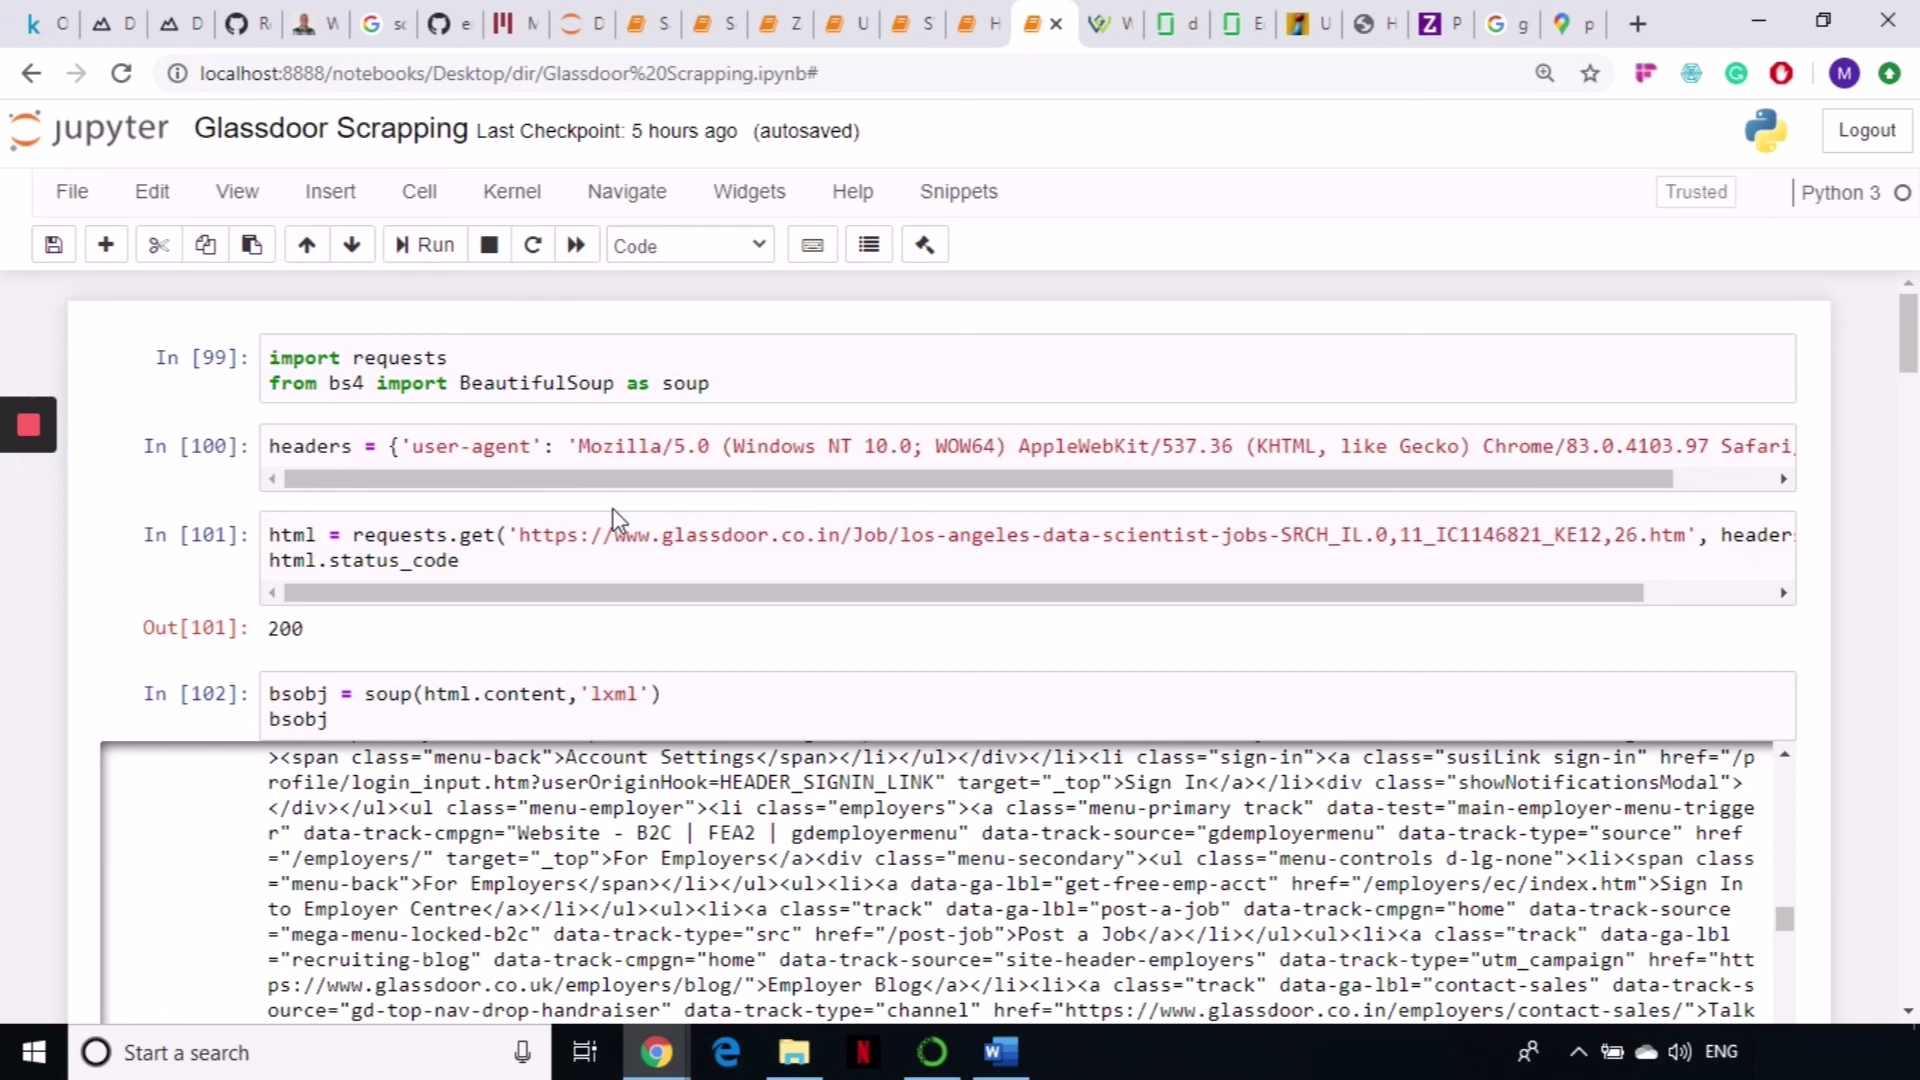 k O D D R W G so e M D S S Z U S H × W d E U H Z P G g p +
localhost:8888/notebooks/Desktop/dir/Glassdoor%20Scrapping.ipynb#
M
jupyter Glassdoor Scrapping Last Checkpoint: 5 hours ago (autosaved)
Logout
File Edit View Insert Cell Kernel Navigate Widgets Help Snippets
Trusted
Python 3
Run
Code
In [99]: import requests
from bs4 import BeautifulSoup as soup
In [100]: headers = {'user-agent': 'Mozilla/5.0 (Windows NT 10.0; WOW64) AppleWebKit/537.36 (KHTML, like Gecko) Chrome/83.0.4103.97 Safari
In [101]: html = requests.get('https://www.glassdoor.co.in/Job/los-angeles-data-scientist-jobs-SRCH_IL.0,11_IC1146821_KE12,26.htm', header
html.status_code
Out[101]: 200
In [102]: bsobj = soup(html.content,'lxml')
bsobj
><span class="menu-back">Account Settings</span></li></ul></div></li><li class="sign-in"><a class="susiLink sign-in" href="/p
rofile/login_input.htm?userOriginHook=HEADER_SIGNIN_LINK" target="_top">Sign In</a></li><div class="showNotificationsModal">
</div></ul><ul class="menu-employer"><li class="employers"><a class="menu-primary track" data-test="main-employer-menu-trigge
r" data-track-cmpgn="Website - B2C | FEA2 | gdemployermenu" data-track-source="gdemployermenu" data-track-type="source" href
="/employers/" target="_top">For Employers</a><div class="menu-secondary"><ul class="menu-controls d-lg-none"><li><span class
="menu-back">For Employers</span></li></ul><ul><li><a data-ga-lbl="get-free-emp-acct" href="/employers/ec/index.htm">Sign In
to Employer Centre</a></li></ul><ul><li><a class="track" data-ga-lbl="post-a-job" data-track-cmpgn="home" data-track-source
="mega-menu-locked-b2c" data-track-type="src" href="/post-job">Post a Job</a></li></ul><ul><li><a class="track" data-ga-lbl
="recruiting-blog" data-track-cmpgn="home" data-track-source="site-header-employers" data-track-type="utm_campaign" href="htt
ps://www.glassdoor.co.uk/employers/blog/">Employer Blog</a></li><li><a class="track" data-ga-lbl="contact-sales" data-track-s
ource="gd-top-nav-drop-handraiser" data-track-type="channel" href="https://www.glassdoor.co.in/employers/contact-sales/">Talk
Start a search
ENG